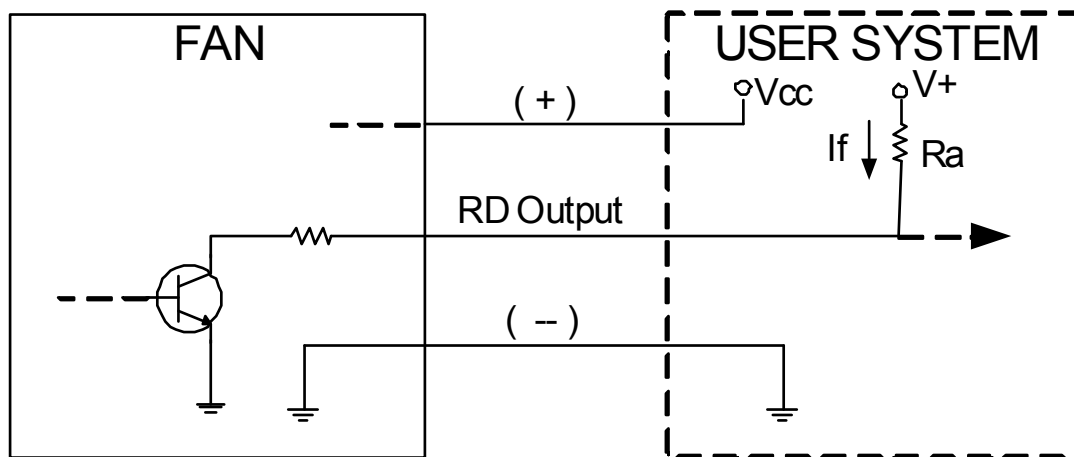 FAN
USER SYSTEM
( + )
Vcc
V+
If
Ra
RD Output
( -- )